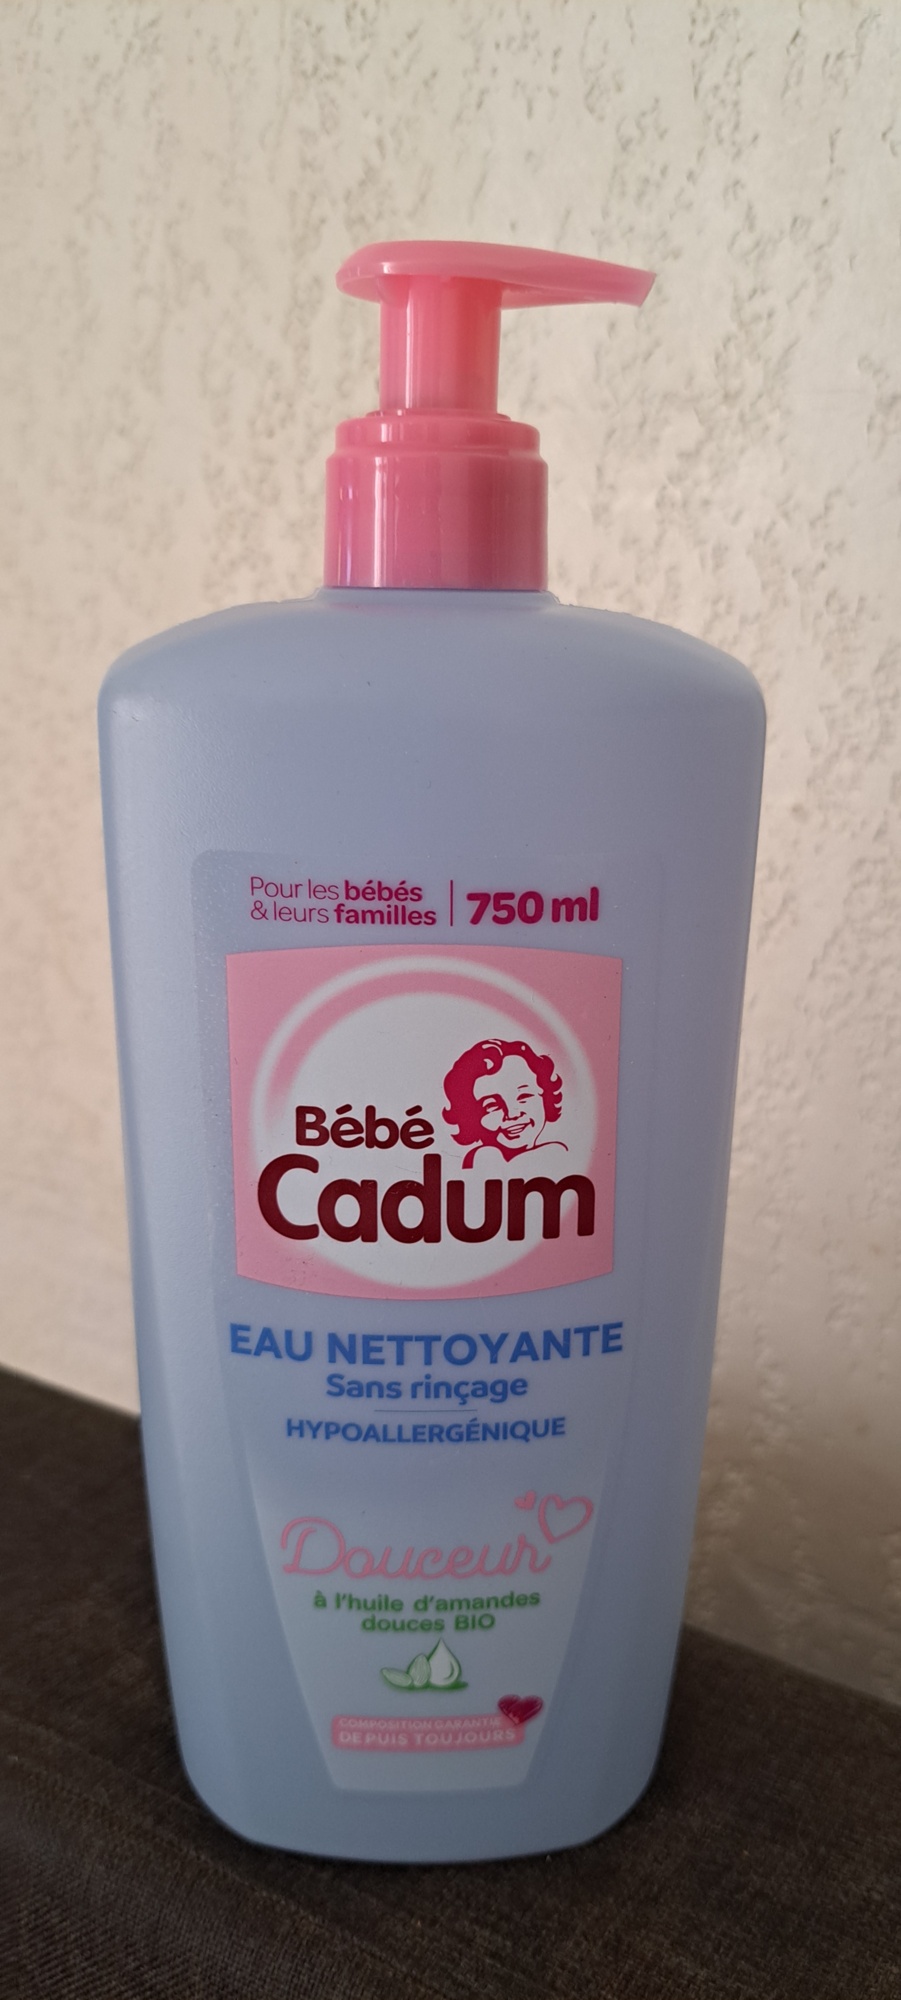 Pour les bébés
& leurs familles
750 ml
Bébé
Cadum
EAU NETTOYANTE
Sans rinçage
HYPOALLERGÉNIQUE
Douceur
à l'huile d'amandes
douces BIO
COMPOSITION GARANTIE
DEPUIS TOUJOURS